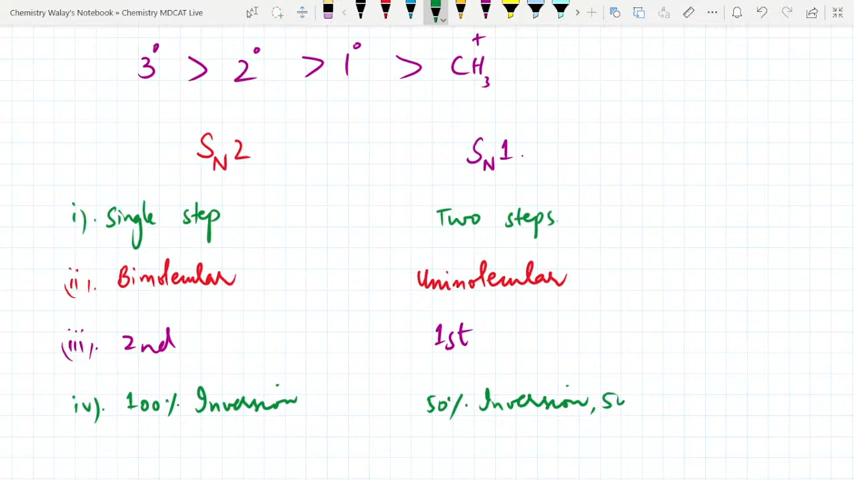 Chemistry Walay's Notebook » Chemistry MDCAT Live
3° > 2° > 1° > CH₃⁺
SN2 SN1.
i). Single step Two steps
(ii). Bimolecular Unimolecular
(iii). 2nd 1st
iv). 100% Inversion 50% Inversion, 50